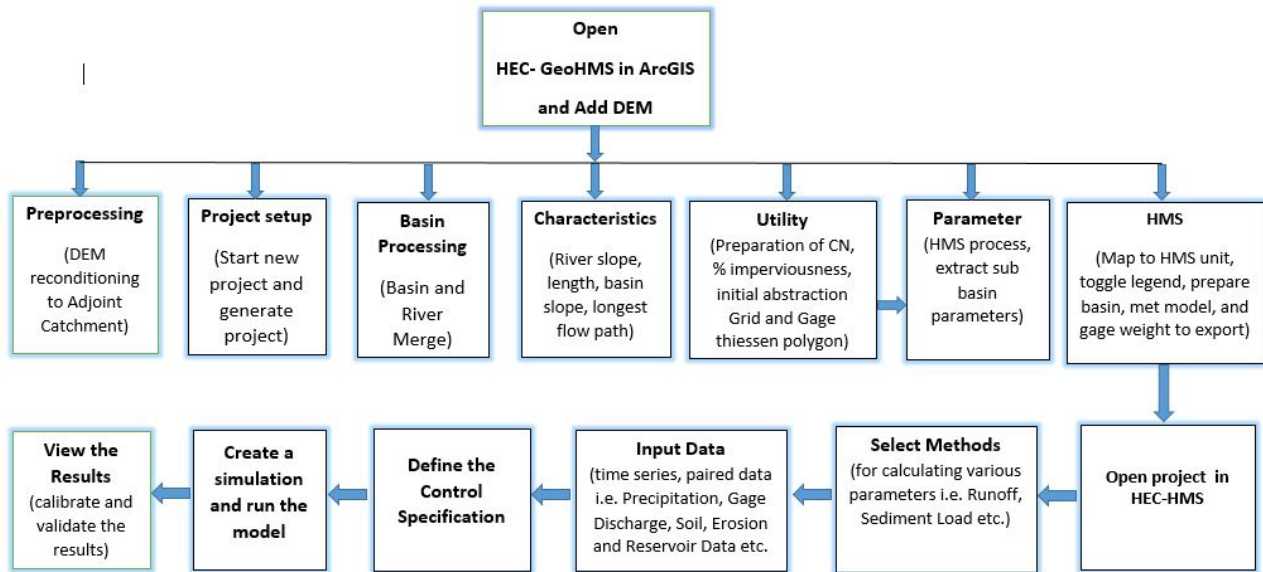 Open
HEC- GeoHMS in ArcGIS
and Add DEM
Preprocessing
(DEM
reconditioning
to Adjoint
Catchment)
Project setup
(Start new
project and
generate
project)
Basin
Processing
(Basin and
River
Merge)
Characteristics
(River slope,
length, basin
slope, longest
flow path)
Utility
(Preparation of CN,
% imperviousness,
initial abstraction
Grid and Gage
thiessen polygon)
Parameter
(HMS process,
extract sub
basin
parameters)
HMS
(Map to HMS unit,
toggle legend, prepare
basin, met model, and
gage weight to export)
View the
Results
(calibrate and
validate the
results)
Create a
simulation
and run the
model
Define the
Control
Specification
Input Data
(time series, paired data
i.e. Precipitation, Gage
Discharge, Soil, Erosion
and Reservoir Data etc.
Select Methods
(for calculating various
parameters i.e. Runoff,
Sediment Load etc.)
Open project in
HEC-HMS